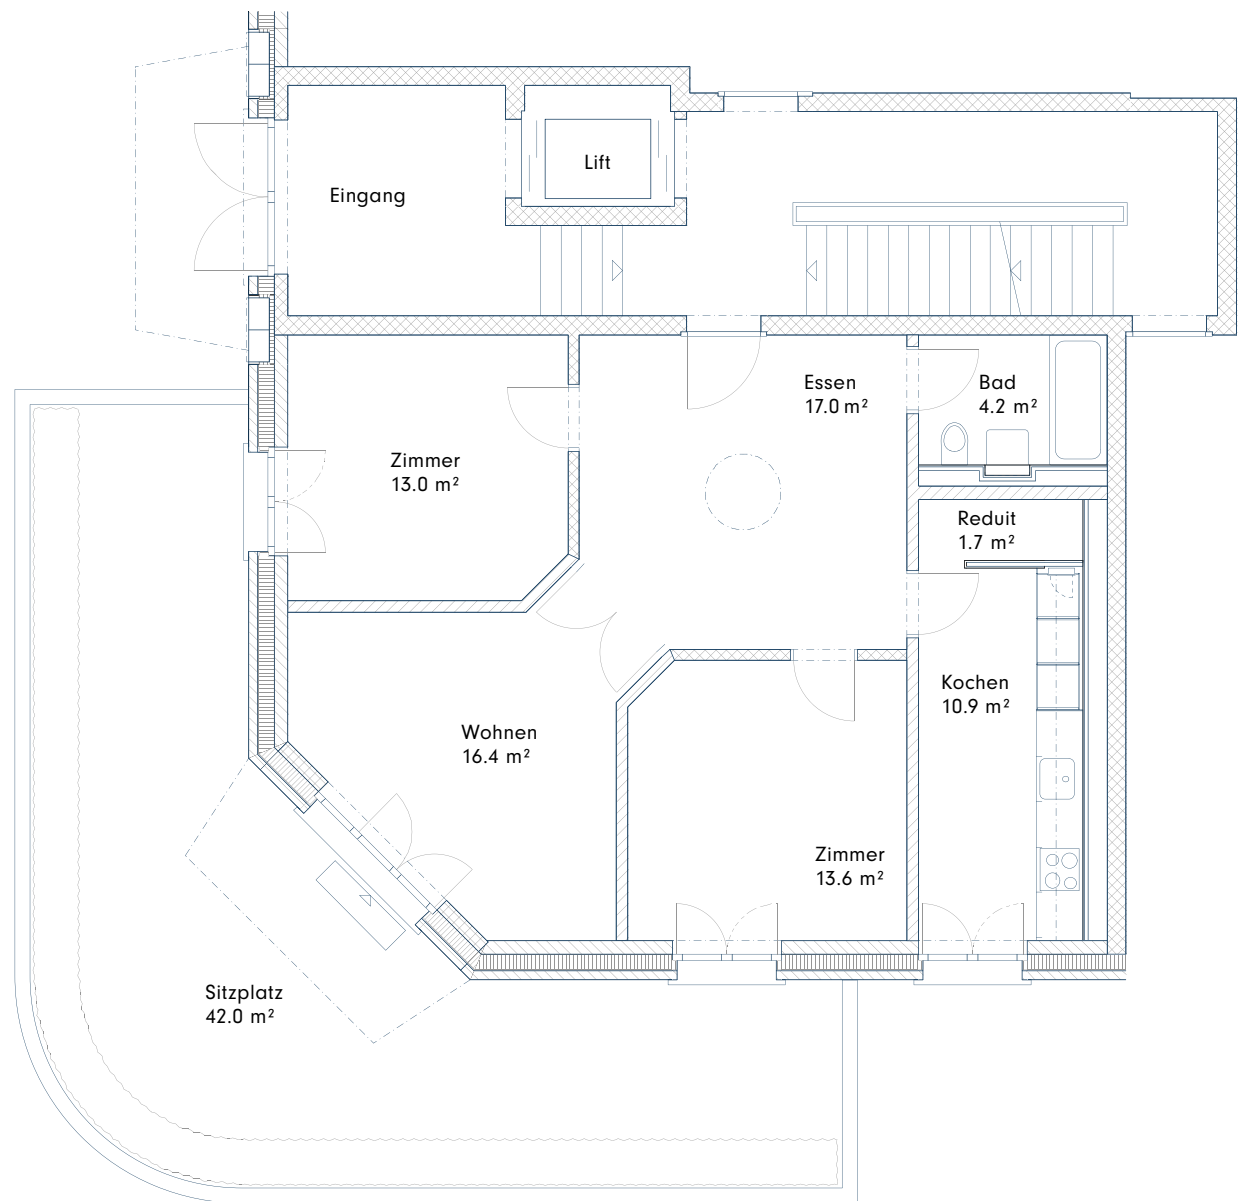 Lift
Eingang
Essen
17.0 m²
Bad
4.2 m²
Zimmer
13.0 m²
Reduit
1.7 m²
Kochen
10.9 m²
Wohnen
16.4 m²
Zimmer
13.6 m²
Sitzplatz
42.0 m²